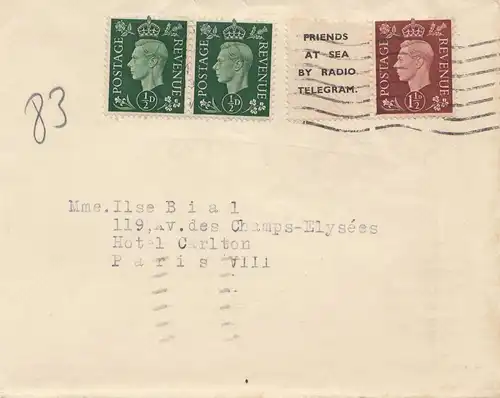 POSTAGE REVENUE
½D
POSTAGE REVENUE
½D
FRIENDS
AT SEA
BY RADIO
TELEGRAM.
POSTAGE REVENUE
1½D
83
Mme.Ilse B i a l
119,Av.des Champs-Elysées
Hotel Carlton
P a r i s VIII